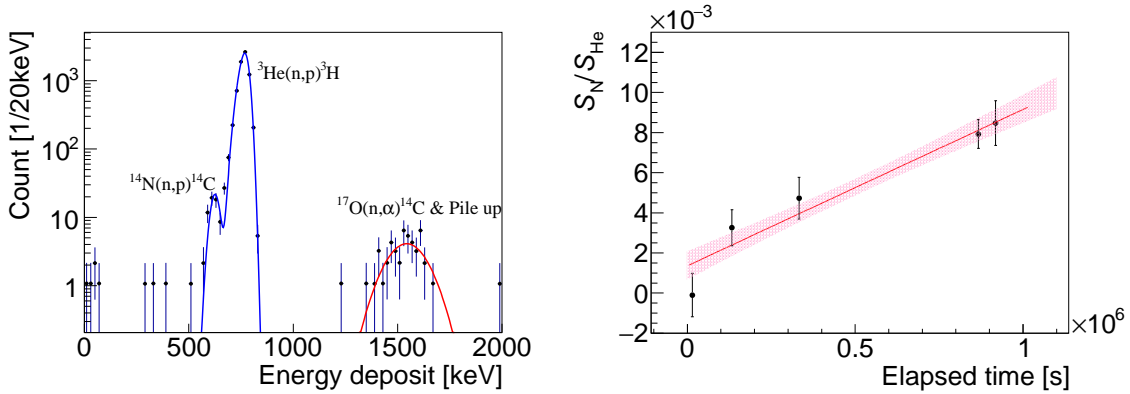 Count [1/20keV]
10³
10²
10
1
³He(n,p)³H
¹⁴N(n,p)¹⁴C
¹⁷O(n,α)¹⁴C & Pile up
0 500 1000 1500 2000
Energy deposit [keV]
×10⁻³
S_N/S_He
12
10
8
6
4
2
0
−2
0 0.5 1
×10⁶
Elapsed time [s]